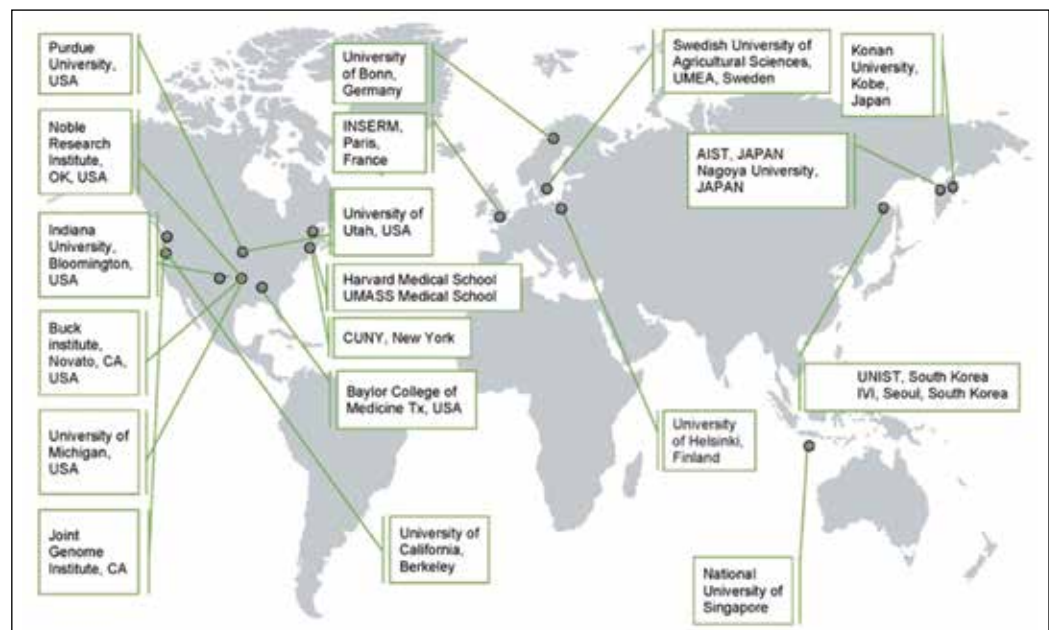 Purdue
University,
USA
Noble
Research
Institute,
OK, USA
Indiana
University,
Bloomington,
USA
Buck
institute,
Novato, CA,
USA
University of
Michigan,
USA
Joint
Genome
Institute, CA
University
of Bonn,
Germany
INSERM,
Paris,
France
University of
Utah, USA
Harvard Medical School
UMASS Medical School
CUNY, New York
Baylor College of
Medicine Tx, USA
University of
California,
Berkeley
Swedish University of
Agricultural Sciences,
UMEA, Sweden
Konan
University,
Kobe,
Japan
AIST, JAPAN
Nagoya University,
JAPAN
UNIST, South Korea
IVI, Seoul, South Korea
University
of Helsinki,
Finland
National
University of
Singapore